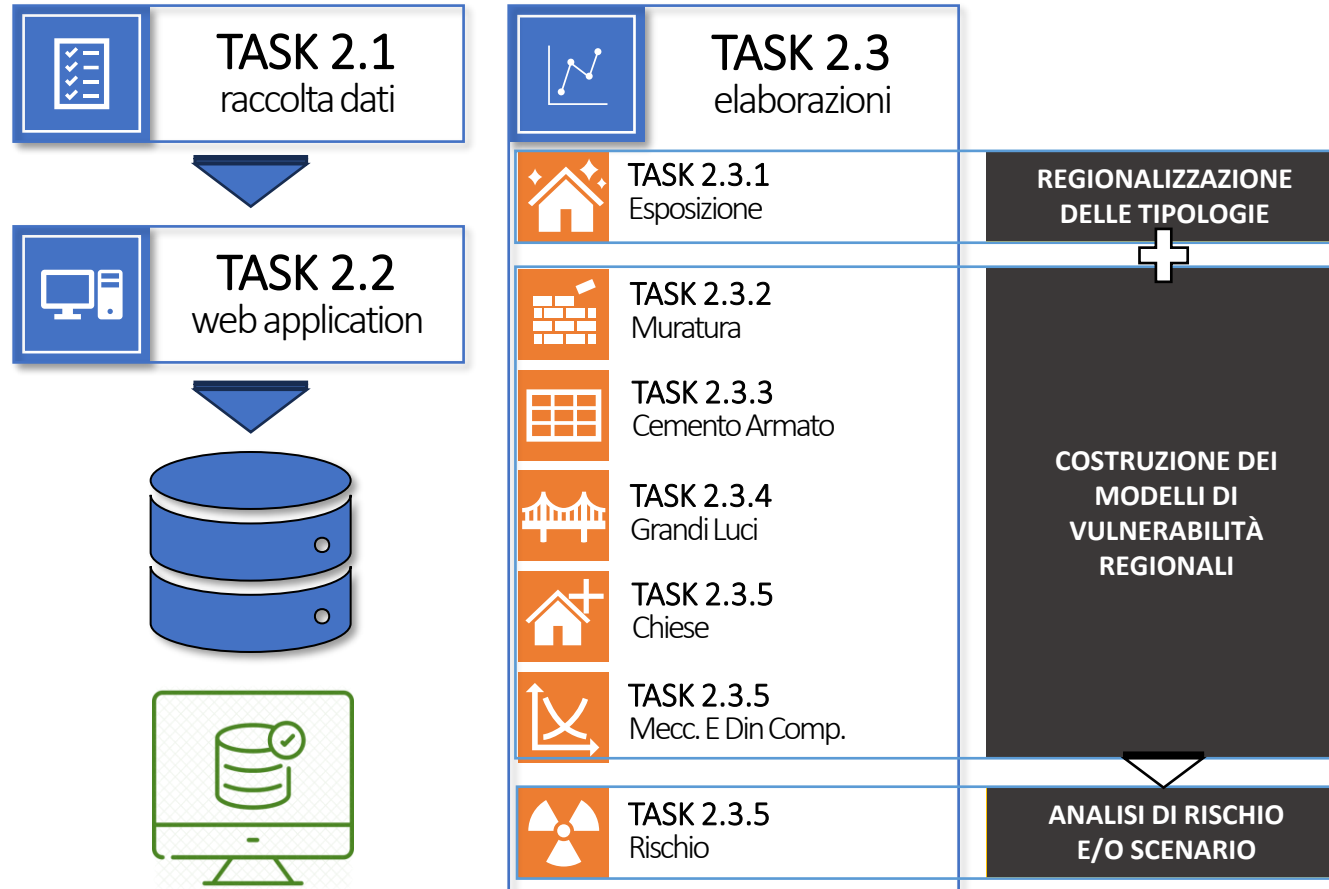 TASK 2.1
raccolta dati
TASK 2.2
web application
TASK 2.3
elaborazioni
TASK 2.3.1
Esposizione
REGIONALIZZAZIONE
DELLE TIPOLOGIE
TASK 2.3.2
Muratura
TASK 2.3.3
Cemento Armato
TASK 2.3.4
Grandi Luci
TASK 2.3.5
Chiese
TASK 2.3.5
Mecc. E Din Comp.
COSTRUZIONE DEI
MODELLI DI
VULNERABILITÀ
REGIONALI
TASK 2.3.5
Rischio
ANALISI DI RISCHIO
E/O SCENARIO